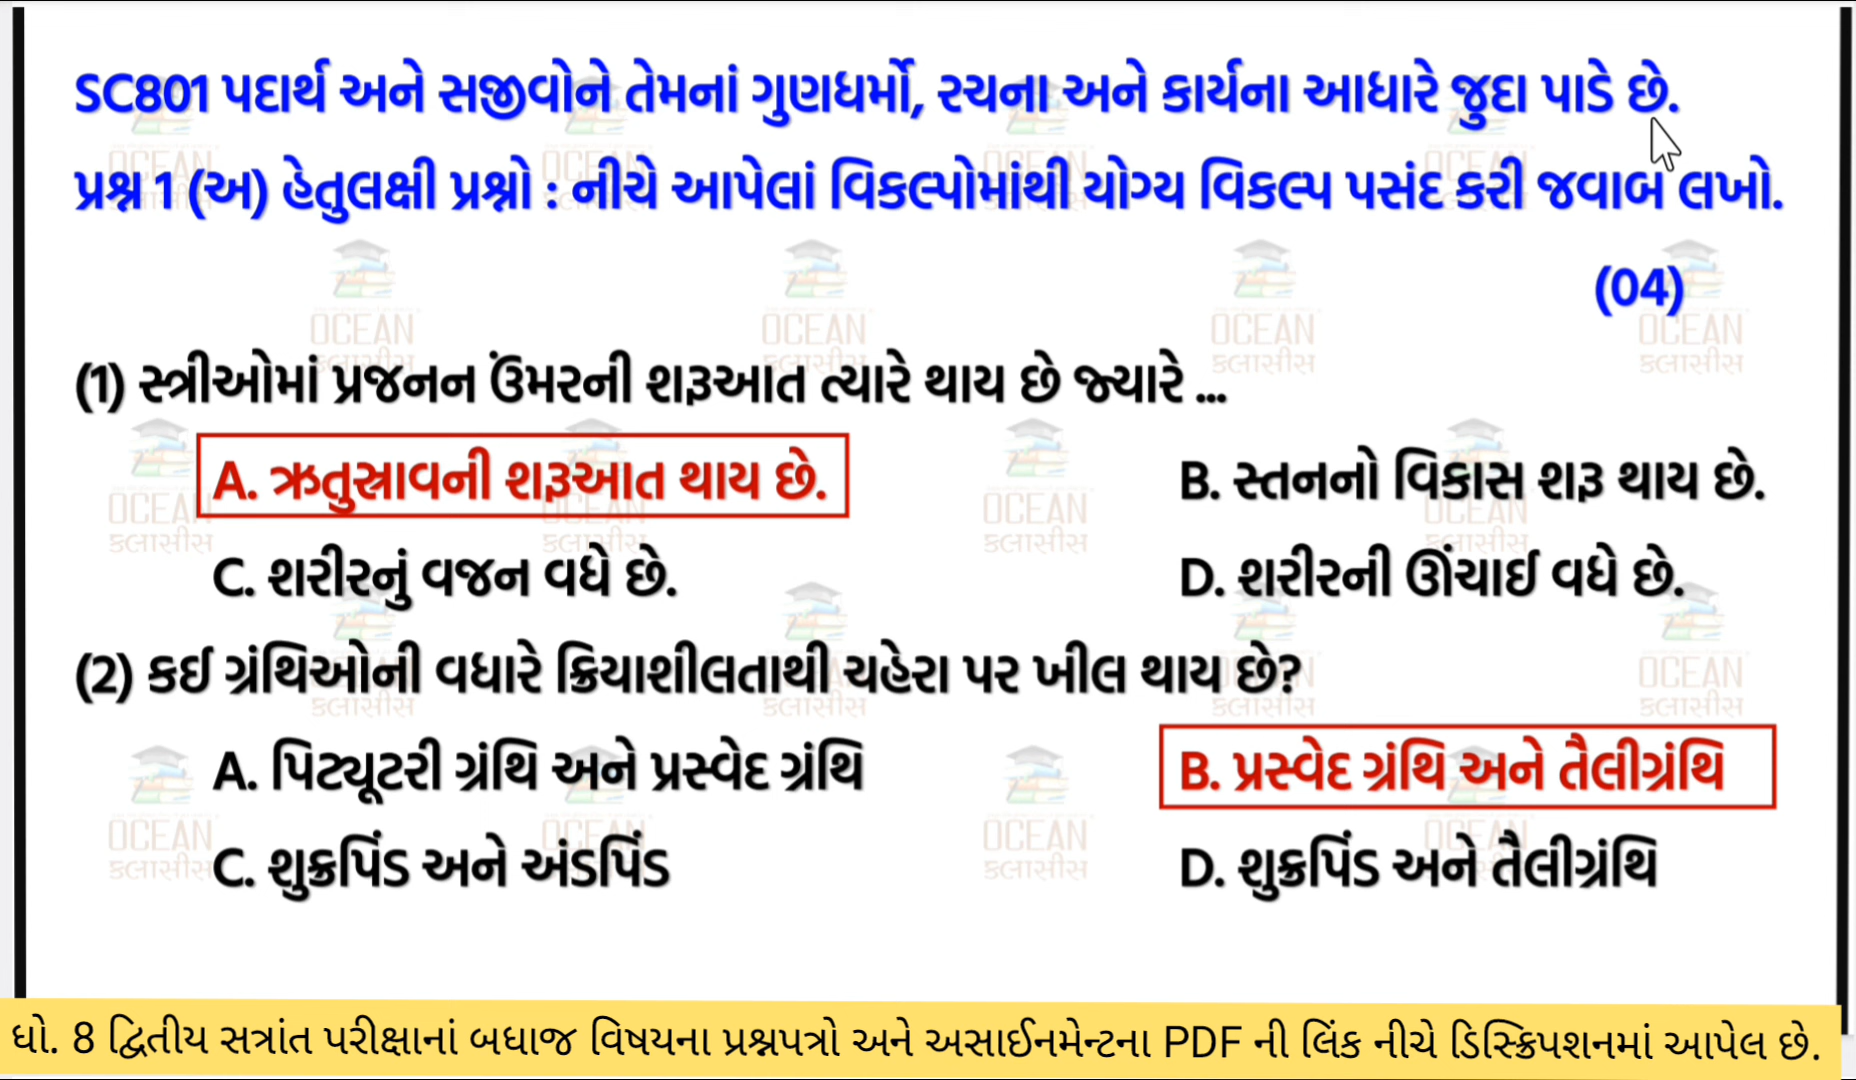 SC801 પદાર્થ અને સજીવોને તેમનાં ગુણધર્મો, રચના અને કાર્યના આધારે જુદા પાડે છે.
પ્રશ્ન 1 (અ) હેતુલક્ષી પ્રશ્નો : નીચે આપેલાં વિકલ્પોમાંથી યોગ્ય વિકલ્પ પસંદ કરી જવાબ લખો.
(04)
(1) સ્ત્રીઓમાં પ્રજનન ઉંમરની શરૂઆત ત્યારે થાય છે જ્યારે ...
A. ઋતુસ્રાવની શરૂઆત થાય છે. B. સ્તનનો વિકાસ શરૂ થાય છે.
C. શરીરનું વજન વધે છે. D. શરીરની ઊંચાઈ વધે છે.
(2) કઈ ગ્રંથિઓની વધારે ક્રિયાશીલતાથી ચહેરા પર ખીલ થાય છે?
A. પિટ્યૂટરી ગ્રંથિ અને પ્રસ્વેદ ગ્રંથિ B. પ્રસ્વેદ ગ્રંથિ અને તૈલીગ્રંથિ
C. શુક્રપિંડ અને અંડપિંડ D. શુક્રપિંડ અને તૈલીગ્રંથિ
OCEAN
ક્લાસીસ
ધો. 8 દ્વિતીય સત્રાંત પરીક્ષાનાં બધાજ વિષયના પ્રશ્નપત્રો અને અસાઈનમેન્ટના PDF ની લિંક નીચે ડિસ્ક્રિપશનમાં આપેલ છે.